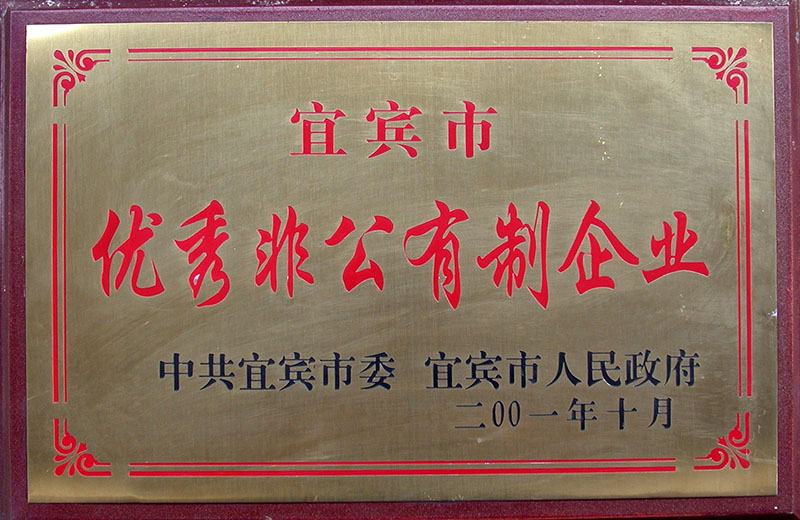 宜宾市
优秀非公有制企业
中共宜宾市委 宜宾市人民政府
二00一年十月